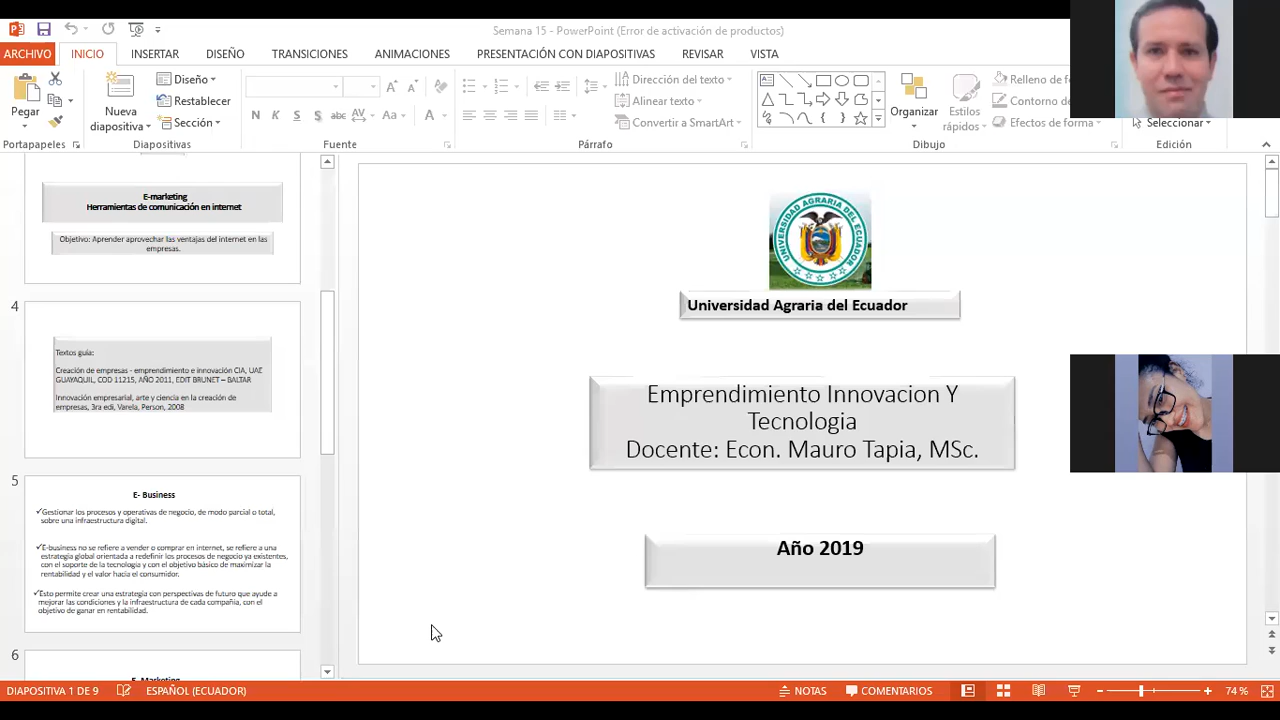 Semana 15 - PowerPoint (Error de activación de productos)
ARCHIVO INICIO INSERTAR DISEÑO TRANSICIONES ANIMACIONES PRESENTACIÓN CON DIAPOSITIVAS REVISAR VISTA
Pegar
Nueva
diapositiva
Diseño
Restablecer
Sección
N K S S abc AV Aa A
Dirección del texto
Alinear texto
Convertir a SmartArt
Organizar
Estilos
rápidos
Relleno de
Contorno de
Efectos de forma
Seleccionar
Portapapeles Diapositivas Fuente Párrafo Dibujo Edición
E-marketing
Herramientas de comunicación en internet
Objetivo: Aprender aprovechar las ventajas del internet en las
empresas.
4
Textos guía:
Creación de empresas - emprendimiento e innovación CIA, UAE
GUAYAQUIL, COD 11215, AÑO 2011, EDIT BRUNET – BALTAR
Innovación empresarial, arte y ciencia en la creación de
empresas, 3ra edi, Varela, Person, 2008
5
E- Business
✓Gestionar los procesos y operativas de negocio, de modo parcial o total,
sobre una infraestructura digital.
✓E-business no se refiere a vender o comprar en internet, se refiere a una
estrategia global orientada a redefinir los procesos de negocio ya existentes,
con el soporte de la tecnología y con el objetivo básico de maximizar la
rentabilidad y el valor hacia el consumidor.
✓Esto permite crear una estrategia con perspectivas de futuro que ayude a
mejorar las condiciones y la infraestructura de cada compañía, con el
objetivo de ganar en rentabilidad.
6
E- Marketing
UNIVERSIDAD AGRARIA DEL ECUADOR
Universidad Agraria del Ecuador
Emprendimiento Innovacion Y
Tecnologia
Docente: Econ. Mauro Tapia, MSc.
Año 2019
DIAPOSITIVA 1 DE 9 ESPAÑOL (ECUADOR) NOTAS COMENTARIOS 74 %